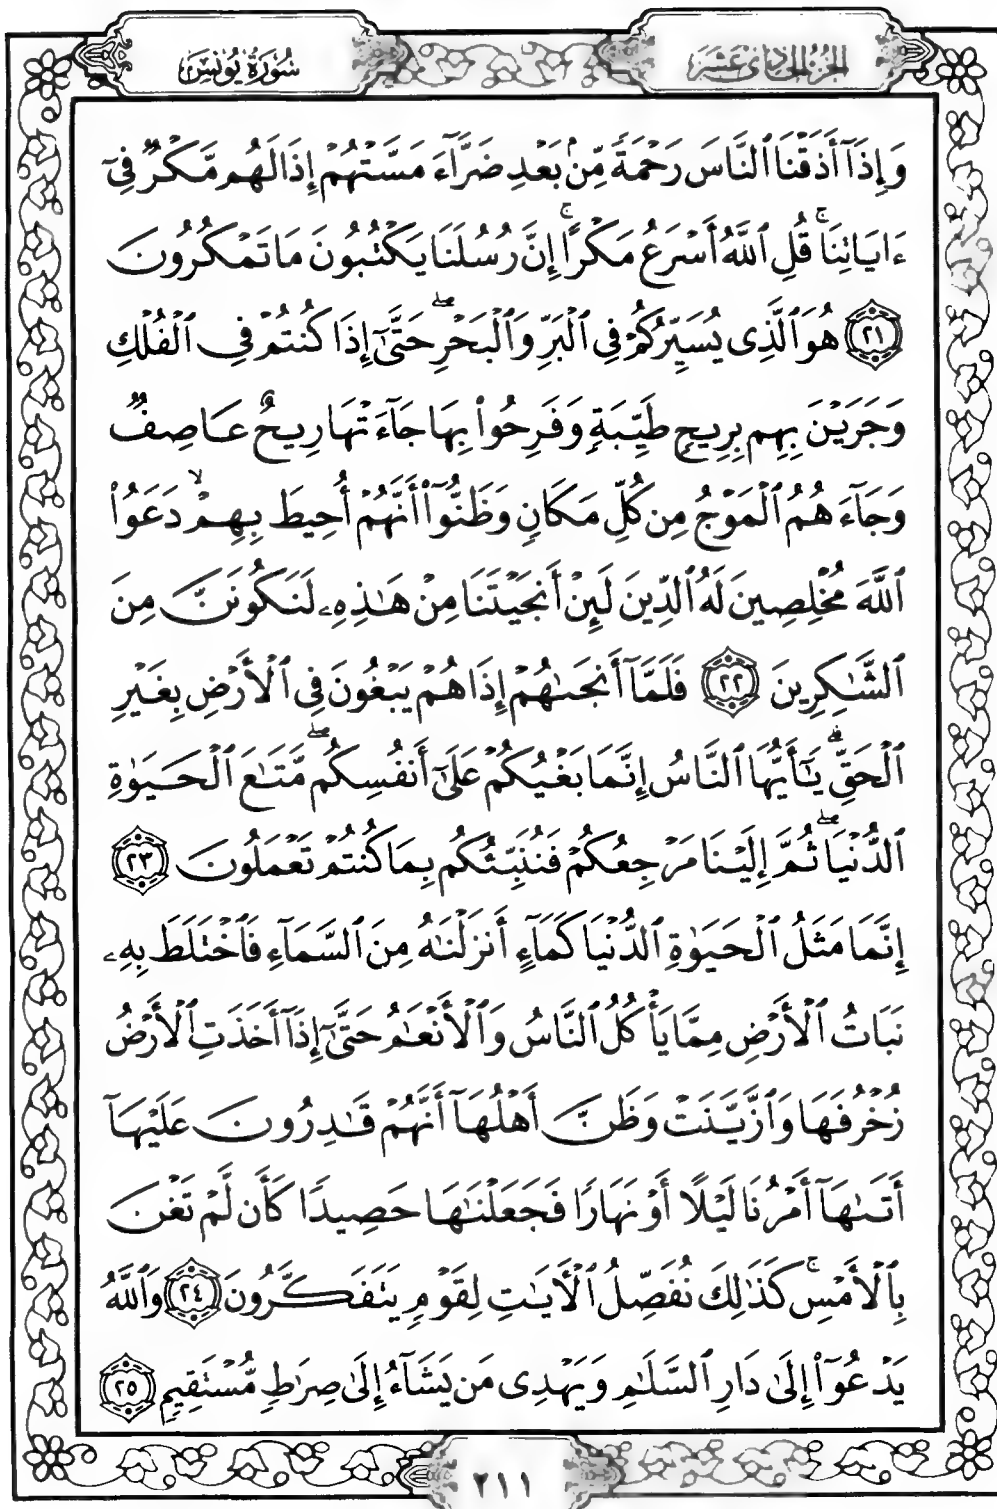 الجزء الحادي عشر
سورة يونس
وَإِذَآ أَذَقْنَا ٱلنَّاسَ رَحْمَةً مِّنۢ بَعْدِ ضَرَّآءَ مَسَّتْهُمْ إِذَا لَهُم مَّكْرٌ فِىٓ
ءَايَاتِنَا ۚ قُلِ ٱللَّهُ أَسْرَعُ مَكْرًا ۚ إِنَّ رُسُلَنَا يَكْتُبُونَ مَا تَمْكُرُونَ
٢١ هُوَ ٱلَّذِى يُسَيِّرُكُمْ فِى ٱلْبَرِّ وَٱلْبَحْرِ ۖ حَتَّىٰٓ إِذَا كُنتُمْ فِى ٱلْفُلْكِ
وَجَرَيْنَ بِهِم بِرِيحٍ طَيِّبَةٍ وَفَرِحُوا۟ بِهَا جَآءَتْهَا رِيحٌ عَاصِفٌ
وَجَآءَهُمُ ٱلْمَوْجُ مِن كُلِّ مَكَانٍ وَظَنُّوٓا۟ أَنَّهُمْ أُحِيطَ بِهِمْ ۙ دَعَوُا۟
ٱللَّهَ مُخْلِصِينَ لَهُ ٱلدِّينَ لَئِنْ أَنجَيْتَنَا مِنْ هَٰذِهِۦ لَنَكُونَنَّ مِنَ
ٱلشَّٰكِرِينَ ٢٢ فَلَمَّآ أَنجَىٰهُمْ إِذَا هُمْ يَبْغُونَ فِى ٱلْأَرْضِ بِغَيْرِ
ٱلْحَقِّ ۗ يَٰٓأَيُّهَا ٱلنَّاسُ إِنَّمَا بَغْيُكُمْ عَلَىٰٓ أَنفُسِكُم ۖ مَّتَٰعَ ٱلْحَيَوٰةِ
ٱلدُّنْيَا ۖ ثُمَّ إِلَيْنَا مَرْجِعُكُمْ فَنُنَبِّئُكُم بِمَا كُنتُمْ تَعْمَلُونَ ٢٣
إِنَّمَا مَثَلُ ٱلْحَيَوٰةِ ٱلدُّنْيَا كَمَآءٍ أَنزَلْنَٰهُ مِنَ ٱلسَّمَآءِ فَٱخْتَلَطَ بِهِۦ
نَبَاتُ ٱلْأَرْضِ مِمَّا يَأْكُلُ ٱلنَّاسُ وَٱلْأَنْعَٰمُ حَتَّىٰٓ إِذَآ أَخَذَتِ ٱلْأَرْضُ
زُخْرُفَهَا وَٱزَّيَّنَتْ وَظَنَّ أَهْلُهَآ أَنَّهُمْ قَٰدِرُونَ عَلَيْهَآ
أَتَىٰهَآ أَمْرُنَا لَيْلًا أَوْ نَهَارًا فَجَعَلْنَٰهَا حَصِيدًا كَأَن لَّمْ تَغْنَ
بِٱلْأَمْسِ ۚ كَذَٰلِكَ نُفَصِّلُ ٱلْءَايَٰتِ لِقَوْمٍ يَتَفَكَّرُونَ ٢٤ وَٱللَّهُ
يَدْعُوٓا۟ إِلَىٰ دَارِ ٱلسَّلَٰمِ وَيَهْدِى مَن يَشَآءُ إِلَىٰ صِرَٰطٍ مُّسْتَقِيمٍ ٢٥
٢١١